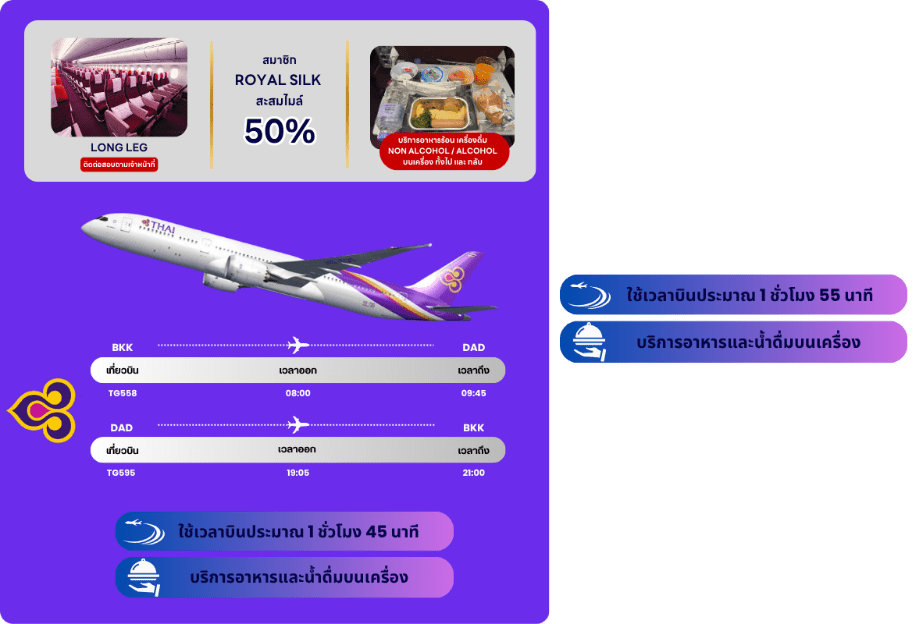 สมาชิก
ROYAL SILK
สะสมไมล์
50%
LONG LEG
ติดต่อสอบถามเจ้าหน้าที่
บริการอาหารร้อน เครื่องดื่ม
NON ALCOHOL / ALCOHOL
บนเครื่อง ทั้งไป และ กลับ
THAI
BKK DAD
เที่ยวบิน เวลาออก เวลาถึง
TG558 08:00 09:45
DAD BKK
เที่ยวบิน เวลาออก เวลาถึง
TG595 19:05 21:00
ใช้เวลาบินประมาณ 1 ชั่วโมง 45 นาที
บริการอาหารและน้ำดื่มบนเครื่อง
ใช้เวลาบินประมาณ 1 ชั่วโมง 55 นาที
บริการอาหารและน้ำดื่มบนเครื่อง